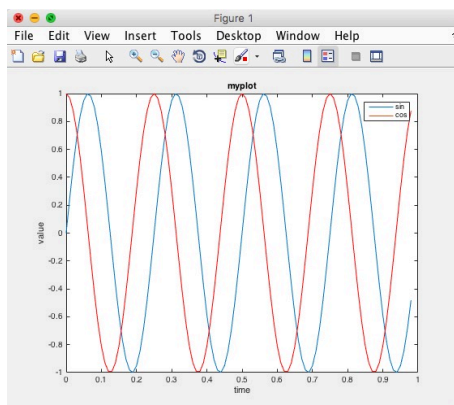 Figure 1
File Edit View Insert Tools Desktop Window Help
myplot
sin
cos
value
1
0.8
0.6
0.4
0.2
0
-0.2
-0.4
-0.6
-0.8
-1
0 0.1 0.2 0.3 0.4 0.5 0.6 0.7 0.8 0.9 1
time